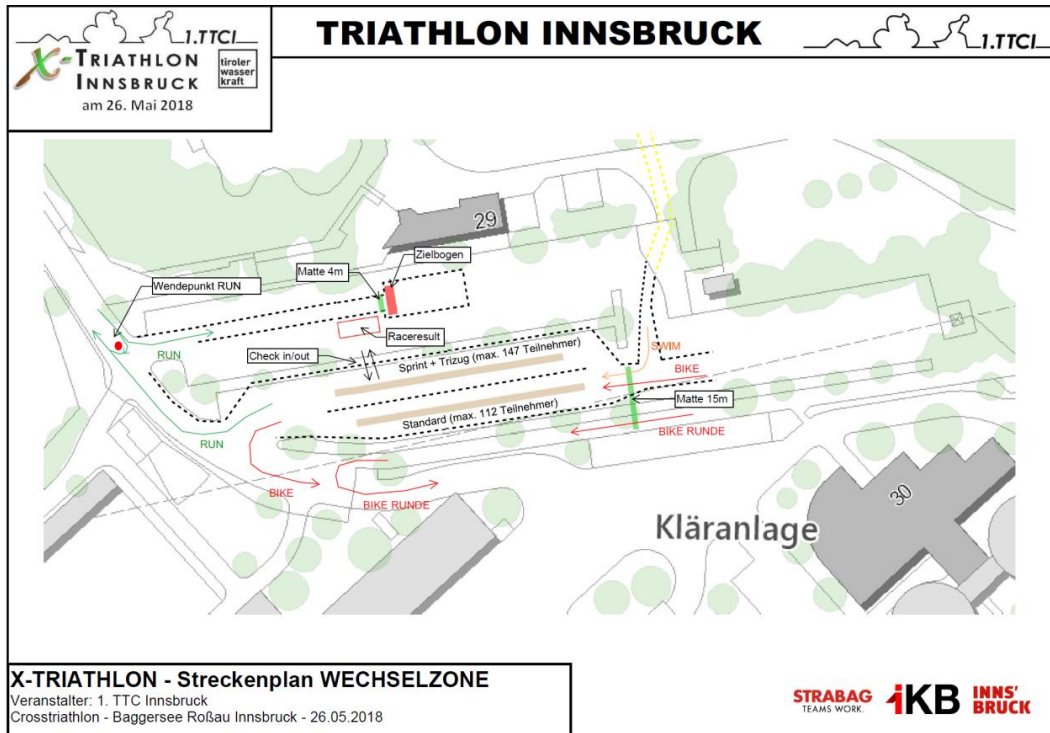 1.TTCI
X-TRIATHLON
INNSBRUCK
tiroler
wasser
kraft
am 26. Mai 2018
TRIATHLON INNSBRUCK
1.TTCI
29
Zielbogen
Matte 4m
Wendepunkt RUN
Raceresult
RUN
Check in/out
Sprint + Trizug (max. 147 Teilnehmer)
SWIM
BIKE
Matte 15m
Standard (max. 112 Teilnehmer)
RUN
BIKE RUNDE
BIKE
BIKE RUNDE
Kläranlage
30
X-TRIATHLON - Streckenplan WECHSELZONE
Veranstalter: 1. TTC Innsbruck
Crosstriathlon - Baggersee Roßau Innsbruck - 26.05.2018
STRABAG
TEAMS WORK.
iKB
INNS'
BRUCK